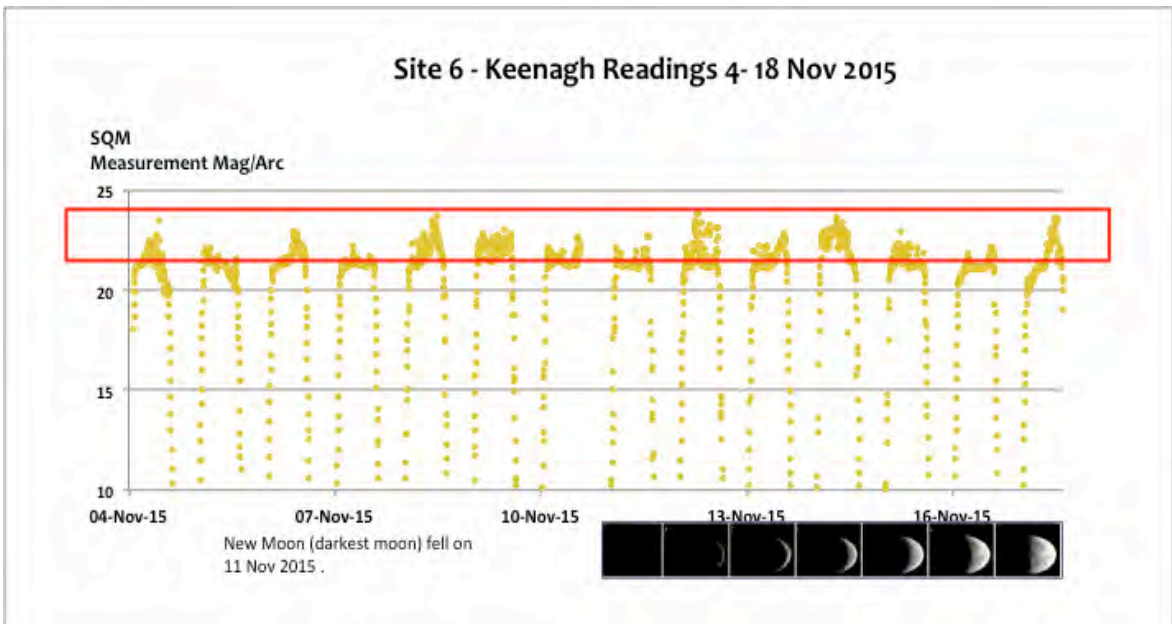 Site 6 - Keenagh Readings 4- 18 Nov 2015
SQM
Measurement Mag/Arc
25
20
15
10
04-Nov-15 07-Nov-15 10-Nov-15 13-Nov-15 16-Nov-15
New Moon (darkest moon) fell on
11 Nov 2015 .